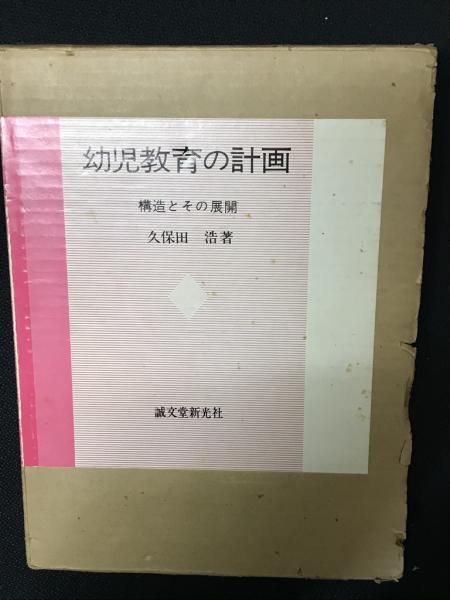 幼児教育の計画
構造とその展開
久保田 浩著
誠文堂新光社